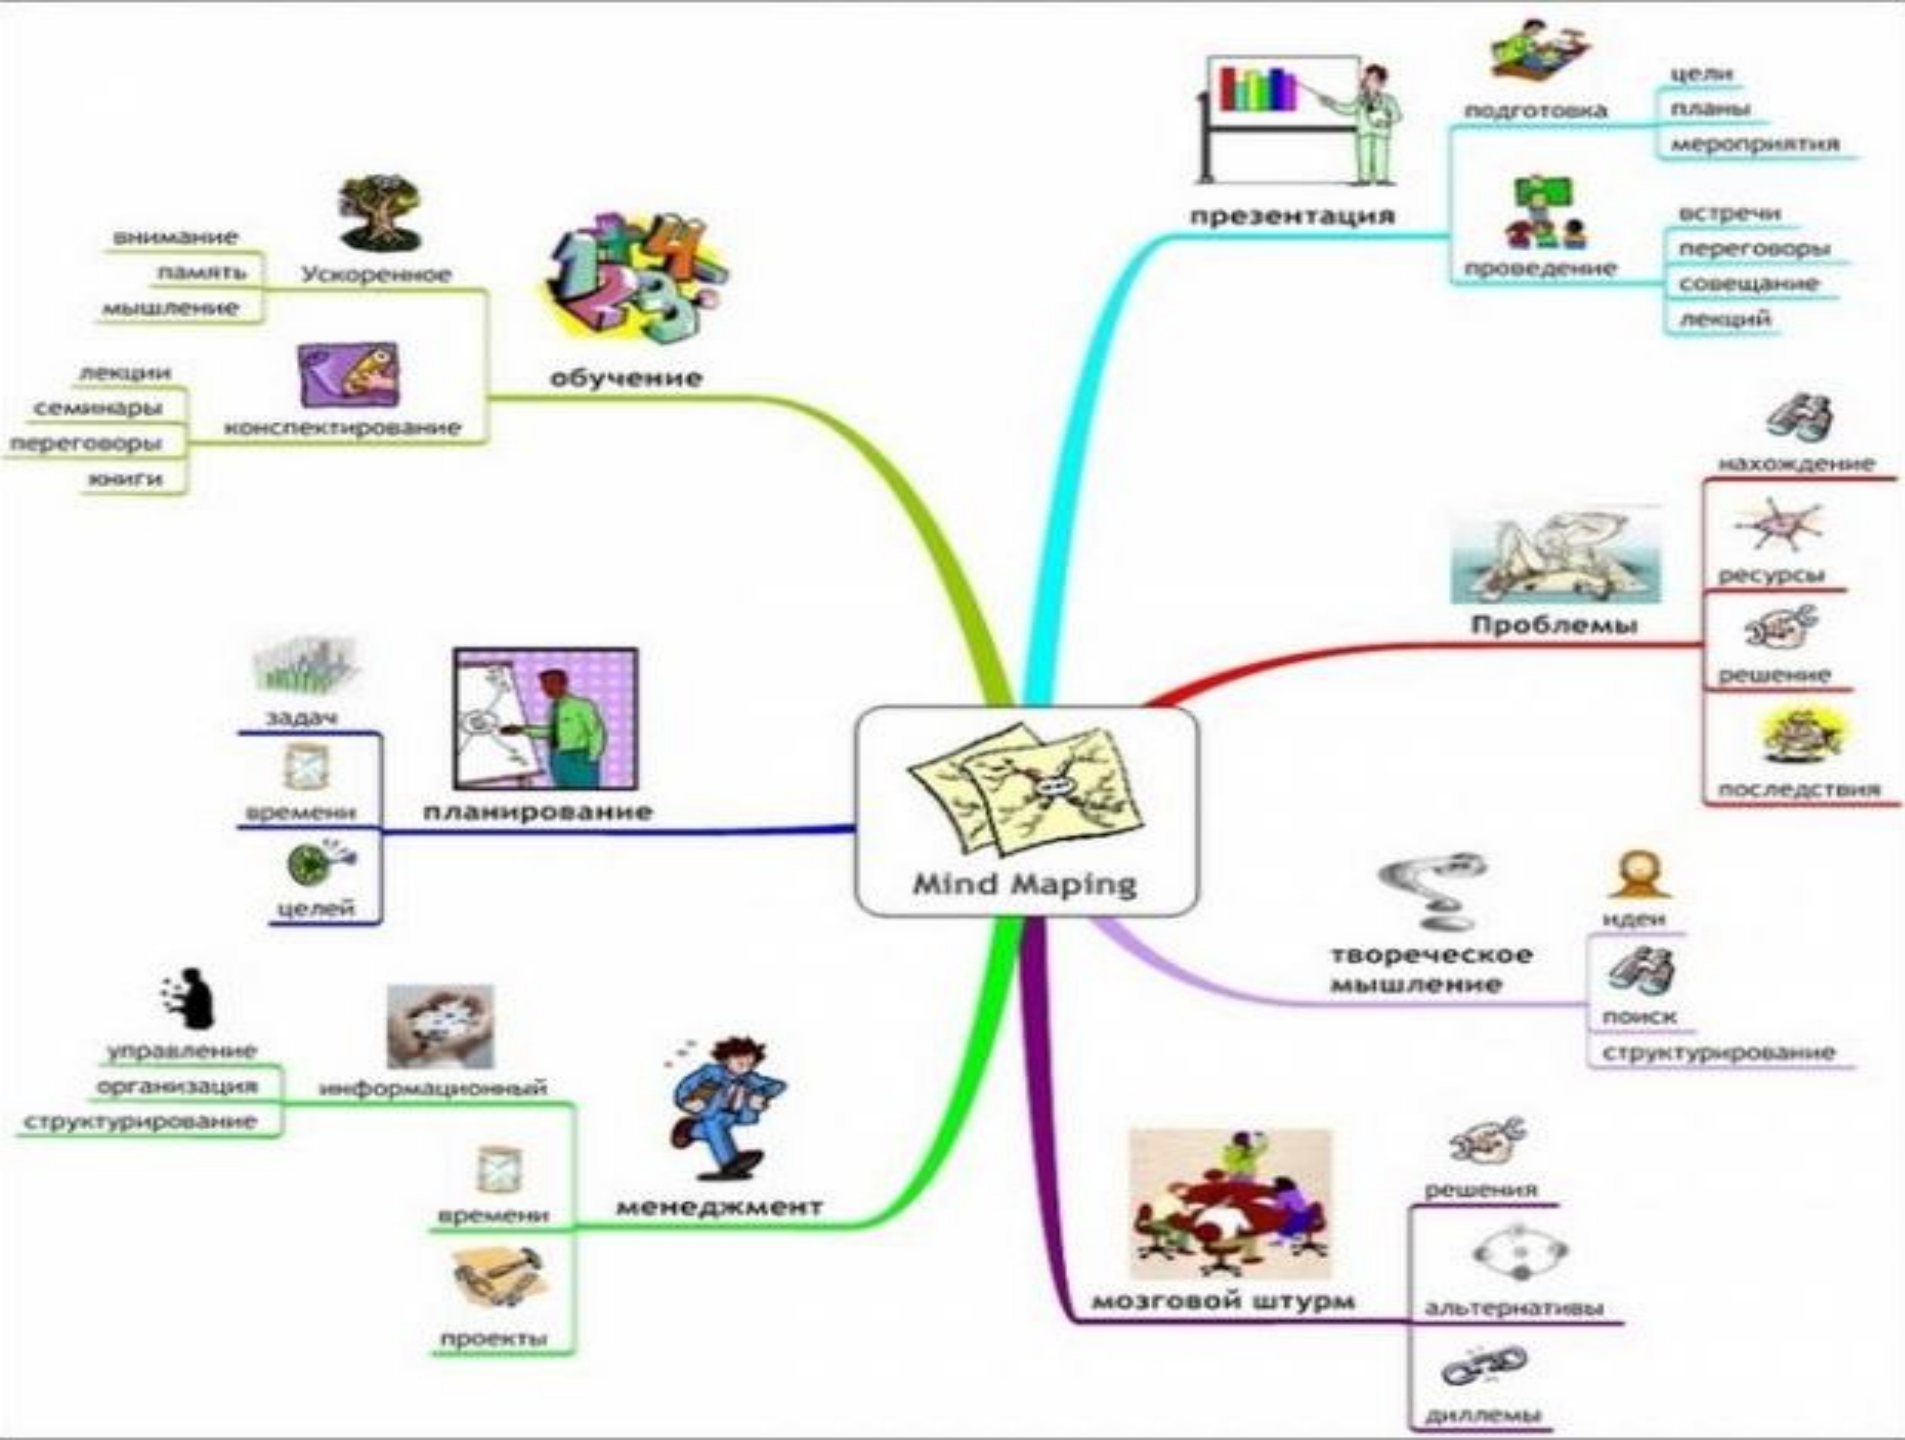 цели
подготовка
планы
мероприятия
презентация
встречи
переговоры
проведение
совещание
лекций
внимание
память
Ускоренное
мышление
обучение
лекции
семинары
конспектирование
переговоры
книги
нахождение
ресурсы
Проблемы
решение
последствия
задач
времени
планирование
целей
Mind Maping
идеи
творeческое
мышление
поиск
структурирование
управление
организация
информационный
структурирование
времени
менеджмент
проекты
решения
мозговой штурм
альтернативы
диллемы